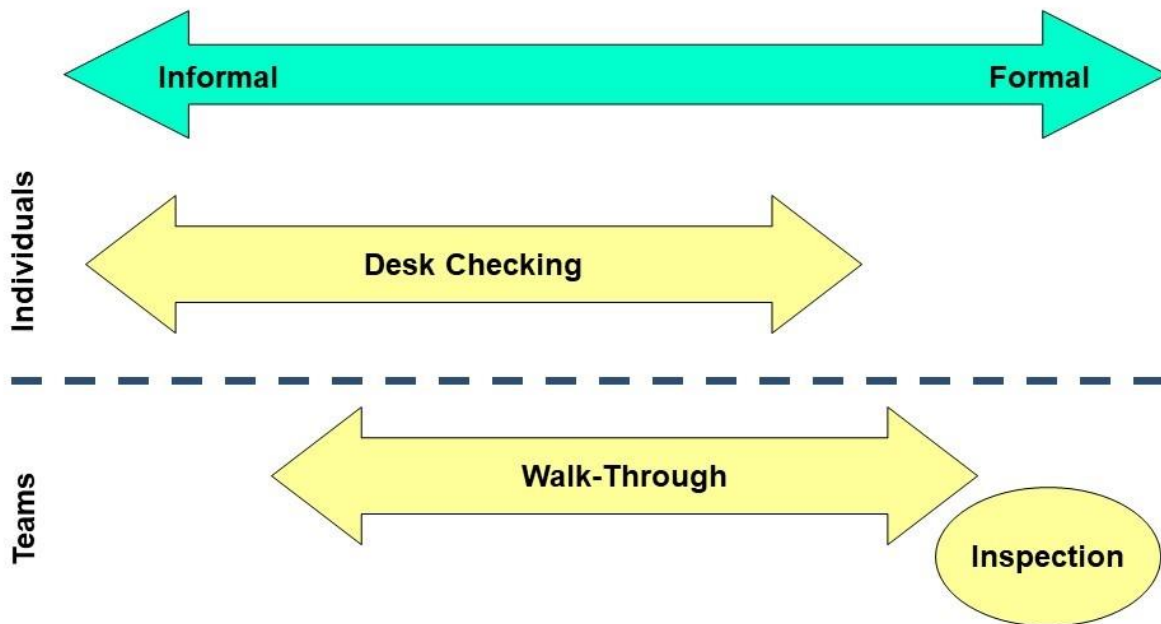 Informal
Formal
Individuals
Desk Checking
Teams
Walk-Through
Inspection